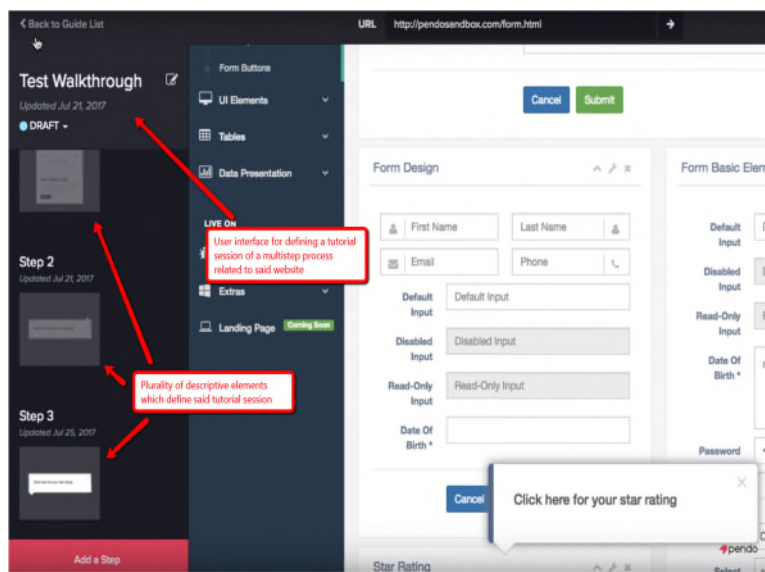 Back to Guide List
URL http://pendosandbox.com/form.html
Test Walkthrough
Updated Jul 21, 2017
DRAFT
Step 2
Updated Jul 21, 2017
Step 3
Updated Jul 25, 2017
Click here for your star rating
Add a Step
Form Buttons
UI Elements
Tables
Data Presentation
LIVE ON
User interface for defining a tutorial
session of a multistep process
related to said website
Extras
Landing Page Coming Soon
Plurality of descriptive elements
which define said tutorial session
Cancel Submit
Form Design
First Name Last Name
Email Phone
Default
Input
Default Input
Disabled
Input
Disabled Input
Read-Only
Input
Read-Only Input
Date Of
Birth *
Cancel
Star Rating
Form Basic Elem
Default
Input
Disabled
Input
Read-Only
Input
Date Of
Birth *
Password
Click here for your star rating
pendo
Select